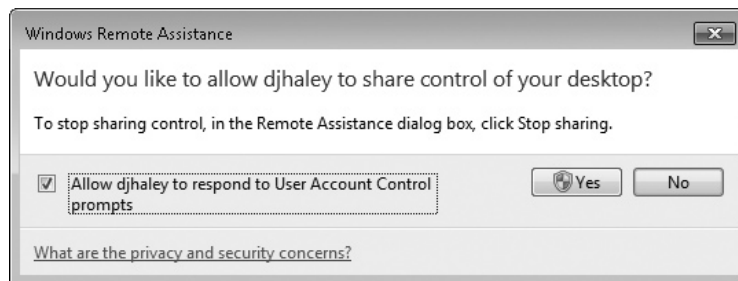 Windows Remote Assistance
Would you like to allow djhaley to share control of your desktop?
To stop sharing control, in the Remote Assistance dialog box, click Stop sharing.
Allow djhaley to respond to User Account Control
prompts
Yes
No
What are the privacy and security concerns?